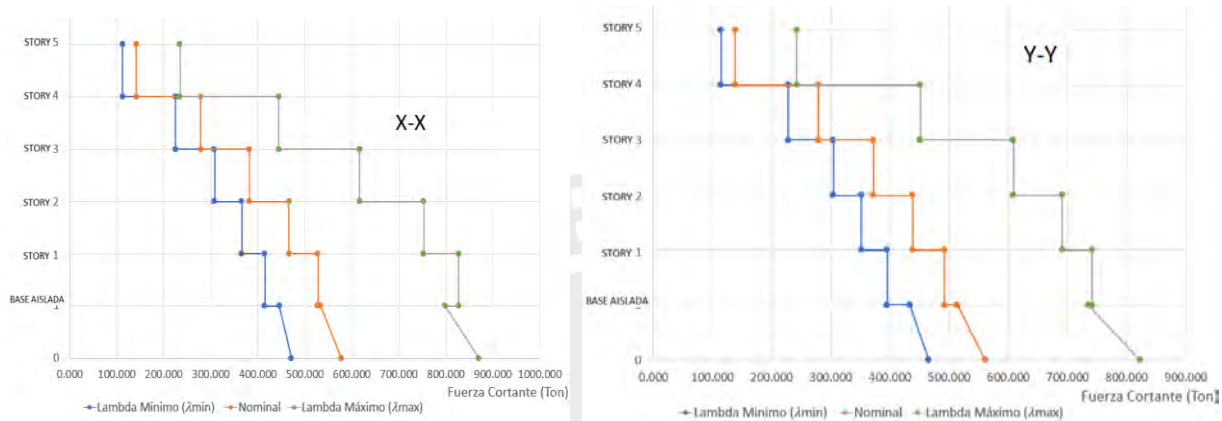 X-X
STORY 5
STORY 4
STORY 3
STORY 2
STORY 1
BASE AISLADA
1
0
0.000 100.000 200.000 300.000 400.000 500.000 600.000 700.000 800.000 900.000 1000.000
Fuerza Cortante (Ton)
Lambda Mínimo (λmin) Nominal Lambda Máximo (λmax)
Y-Y
STORY 5
STORY 4
STORY 3
STORY 2
STORY 1
BASE AISLADA
0
0.000 100.000 200.000 300.000 400.000 500.000 600.000 700.000 800.000 900.000
Fuerza Cortante (Ton)
Lambda Mínimo (λmin) Nominal Lambda Máximo (λmax)